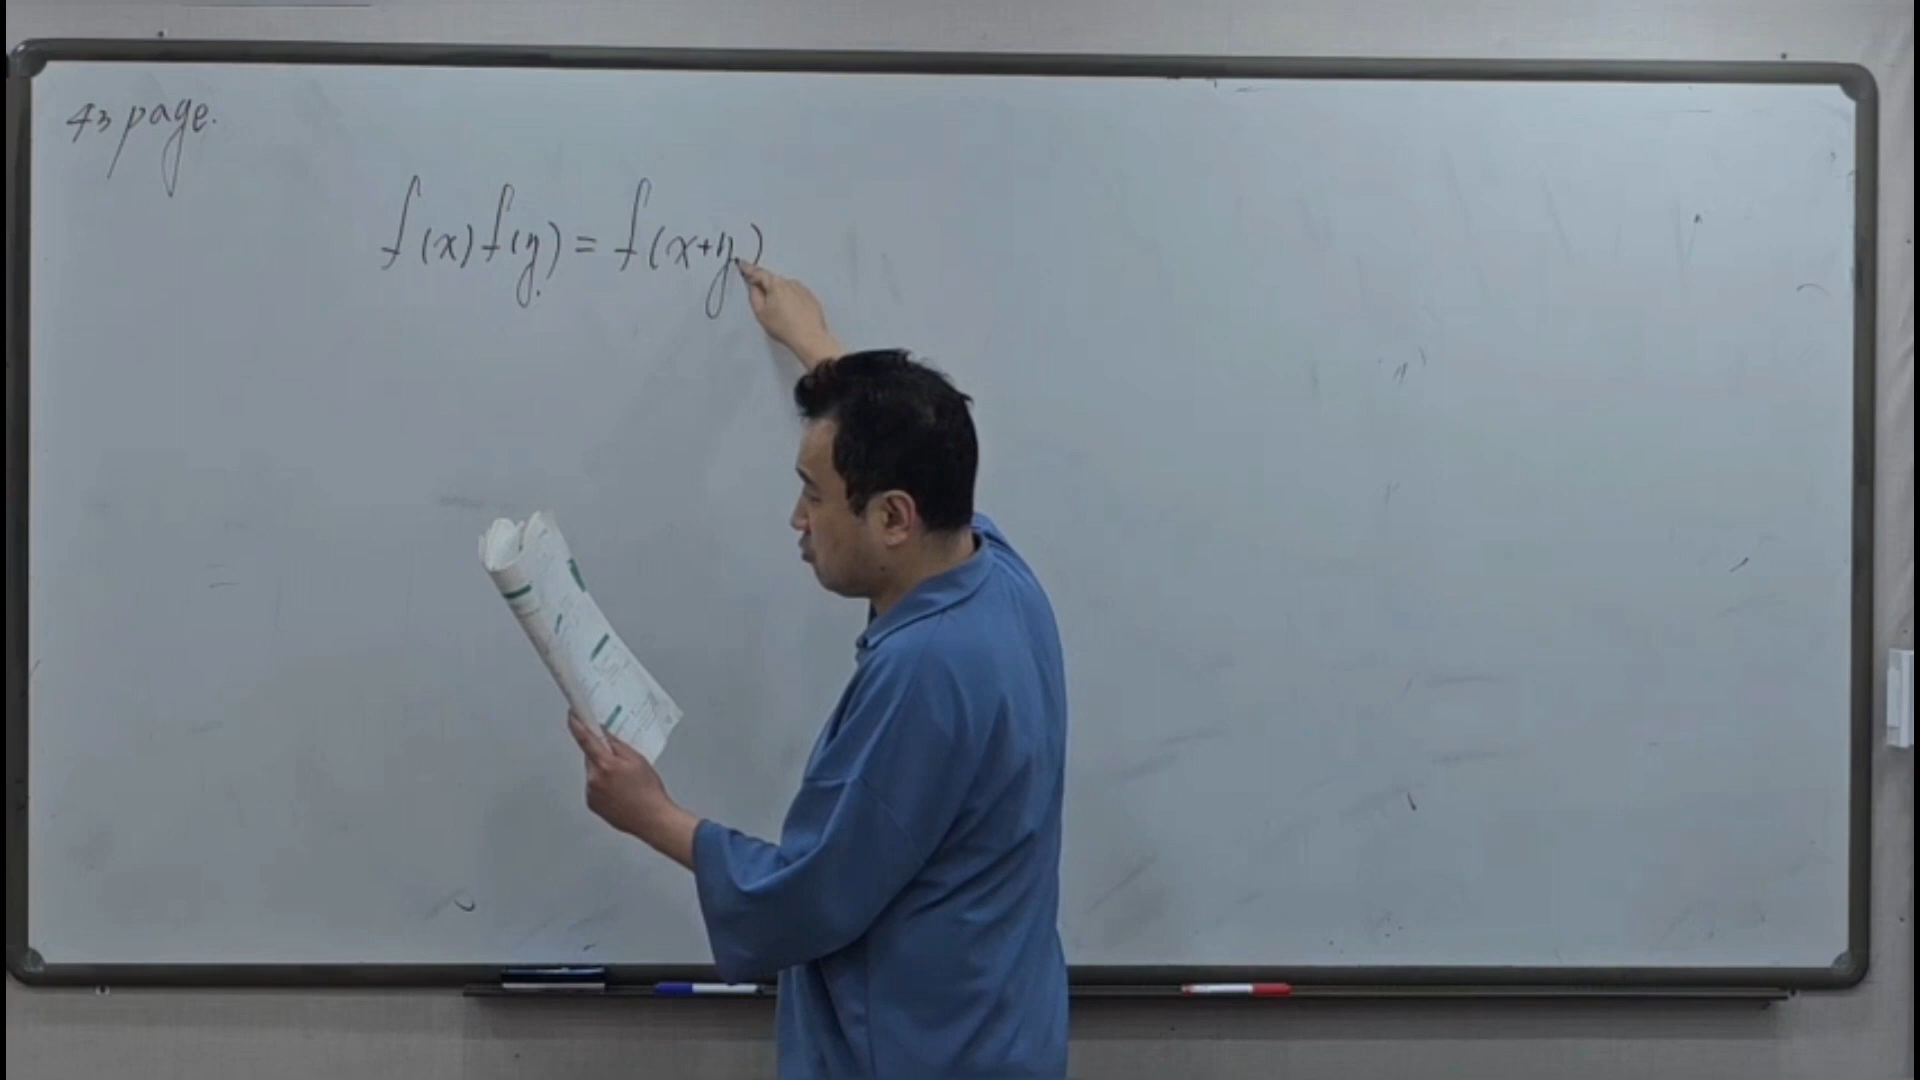 43 page.
f(x)f(y) = f(x+y)